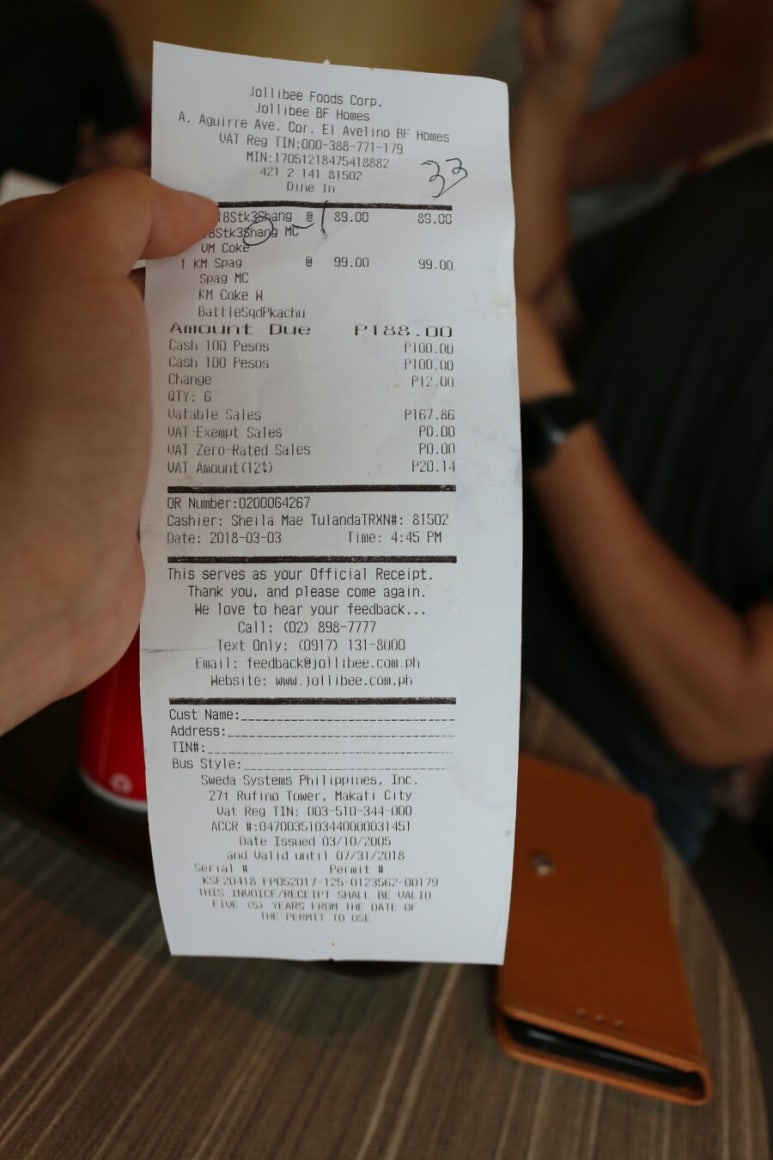 Jollibee Foods Corp.
Jollibee BF Homes
A. Aguirre Ave. Cor. El Avelino BF Homes
VAT Reg TIN:000-388-771-179
MIN:17051218475418882
421 2 141 81502
Dine In
33
BStk3Shang @ 89.00 89.00
BStk3Shang MC
VM Coke
1 KM Spag @ 99.00 99.00
Spag MC
KM Coke W
BattleSqdPkachu
Amount Due P188.00
Cash 100 Pesos P100.00
Cash 100 Pesos P100.00
Change P12.00
QTY: 6
Vatable Sales P167.86
VAT-Exempt Sales P0.00
VAT Zero-Rated Sales P0.00
VAT Amount(12%) P20.14
OR Number:0200064267
Cashier: Sheila Mae TulandaTRXN#: 81502
Date: 2018-03-03 Time: 4:45 PM
This serves as your Official Receipt.
Thank you, and please come again.
We love to hear your feedback...
Call: (02) 898-7777
Text Only: (0917) 131-8000
Email: feedback@jollibee.com.ph
Website: www.jollibee.com.ph
Cust Name:
Address:
TIN#:
Bus Style:
Sweda Systems Philippines, Inc.
271 Rufino Tower, Makati City
Vat Reg TIN: 003-510-344-000
ACCR #:0470035103440000031451
Date Issued 03/10/2005
and Valid until 07/31/2018
Serial # Permit #
KSF20418 FP052017-125-0123562-00179
THIS INVOICE/RECEIPT SHALL BE VALID
FIVE (5) YEARS FROM THE DATE OF
THE PERMIT TO USE